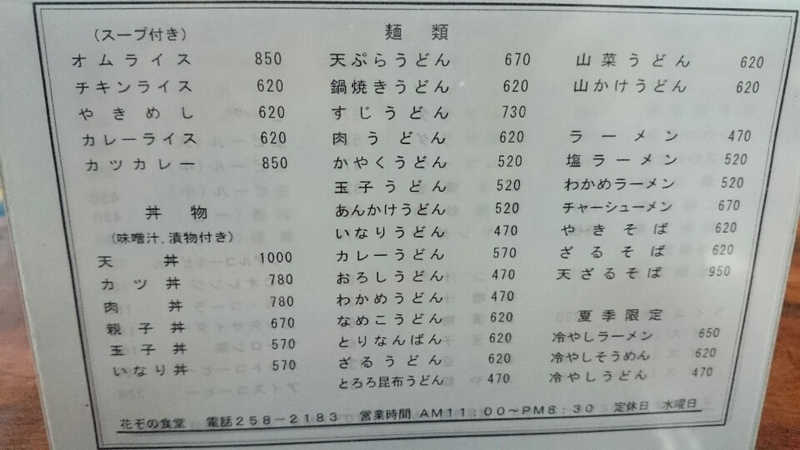 (スープ付き)
オムライス 850
チキンライス 620
やきめし 620
カレーライス 620
カツカレー 850
丼物
(味噌汁,漬物付き)
天丼 1000
カツ丼 780
肉丼 780
親子丼 670
玉子丼 570
いなり丼 570
麺類
天ぷらうどん 670
鍋焼きうどん 620
すじうどん 730
肉うどん 620
かやくうどん 520
玉子うどん 520
あんかけうどん 520
いなりうどん 470
カレーうどん 570
おろしうどん 470
わかめうどん 470
なめこうどん 620
とりなんばん 620
ざるうどん 620
とろろ昆布うどん 470
山菜うどん 620
山かけうどん 620
ラーメン 470
塩ラーメン 520
わかめラーメン 520
チャーシューメン 670
やきそば 620
ざるそば 620
天ざるそば 950
夏季限定
冷やしラーメン 650
冷やしそうめん 620
冷やしうどん 470
花ぞの食堂 電話258-2183 営業時間 AM11:00~PM8:30 定休日 水曜日